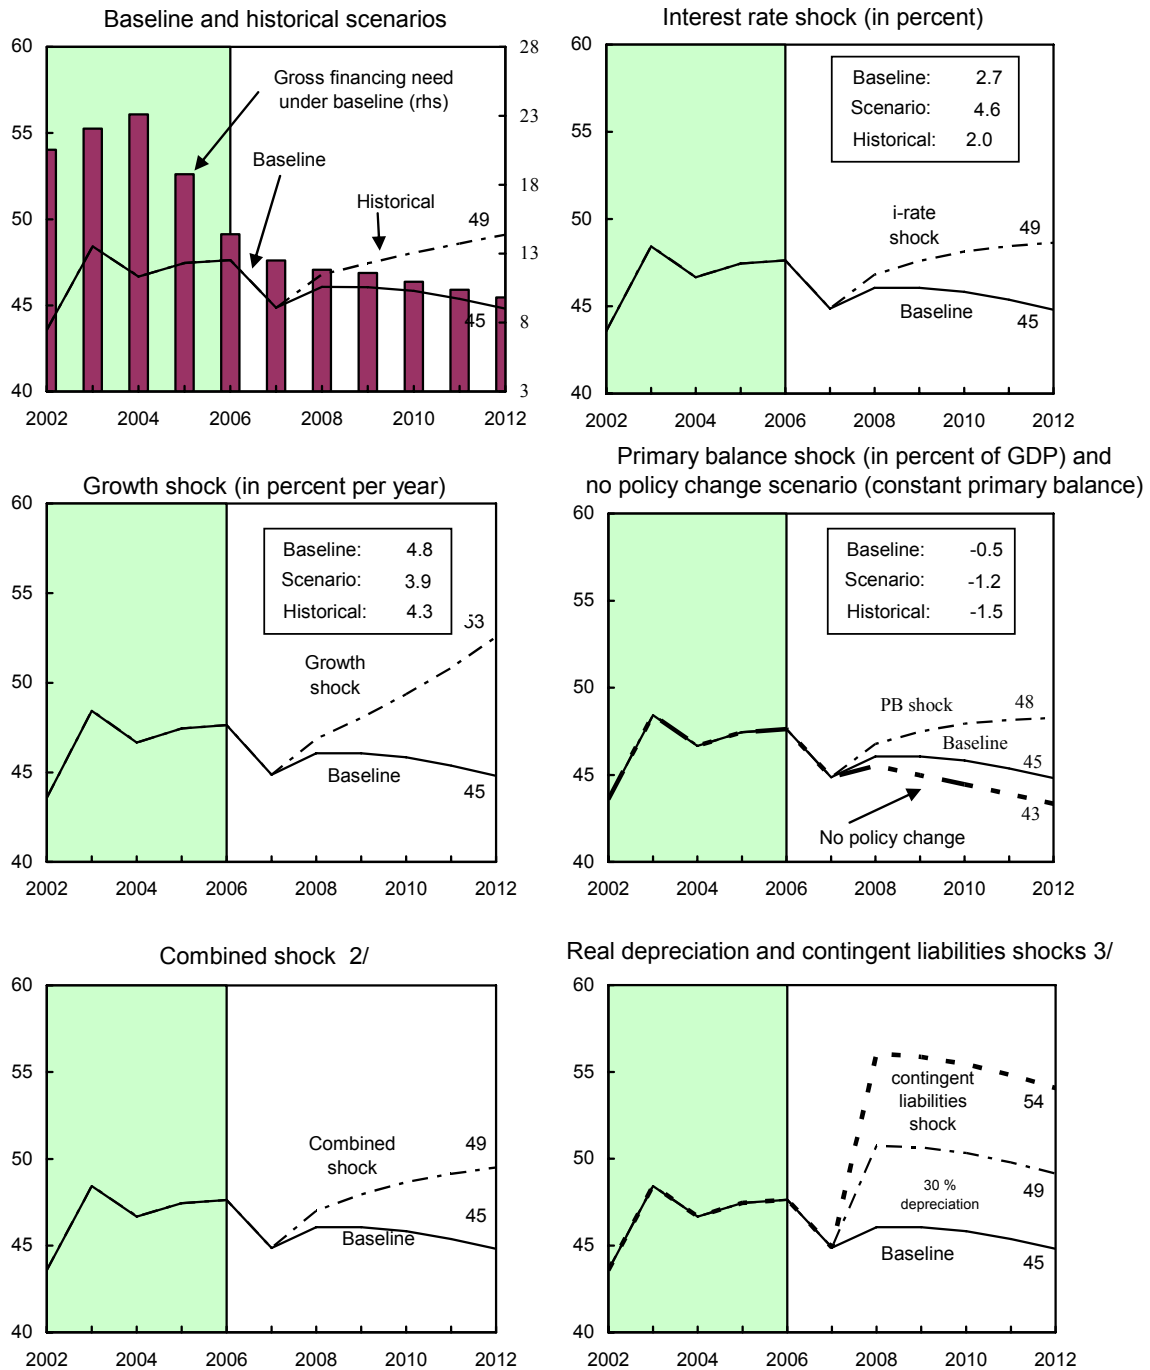 Baseline and historical scenarios
60
55
50
45
40
28
23
18
13
8
3
Gross financing need
under baseline (rhs)
Baseline
Historical
49
45
2002 2004 2006 2008 2010 2012
Interest rate shock (in percent)
60
55
50
45
40
Baseline: 2.7
Scenario: 4.6
Historical: 2.0
i-rate
shock
49
Baseline
45
2002 2004 2006 2008 2010 2012
Growth shock (in percent per year)
60
55
50
45
40
Baseline: 4.8
Scenario: 3.9
Historical: 4.3
53
Growth
shock
Baseline
45
2002 2004 2006 2008 2010 2012
Primary balance shock (in percent of GDP) and
no policy change scenario (constant primary balance)
60
55
50
45
40
Baseline: -0.5
Scenario: -1.2
Historical: -1.5
PB shock
48
Baseline
45
43
No policy change
2002 2004 2006 2008 2010 2012
Combined shock 2/
60
55
50
45
40
Combined
shock
49
45
Baseline
2002 2004 2006 2008 2010 2012
Real depreciation and contingent liabilities shocks 3/
60
55
50
45
40
contingent
liabilities
shock
54
30 %
depreciation
49
Baseline
45
2002 2004 2006 2008 2010 2012